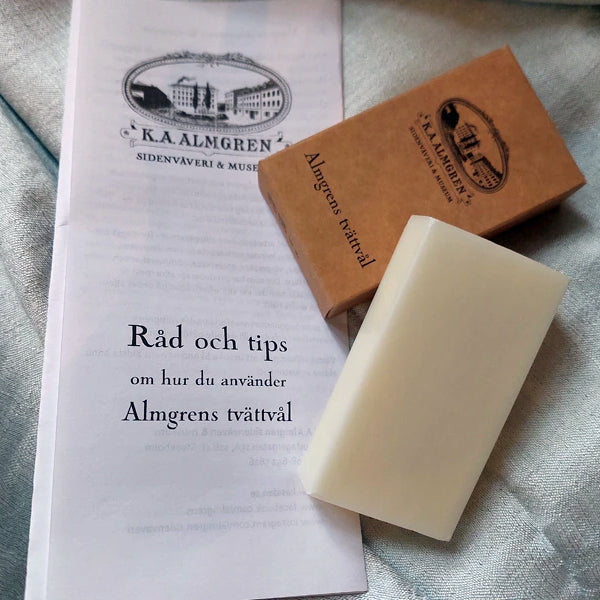 K.A. ALMGREN
SIDENVÄVERI & MUSEUM
Råd och tips
om hur du använder
Almgrens tvättvål
K.A. ALMGREN
SIDENVÄVERI & MUSEUM
Almgrens tvättvål